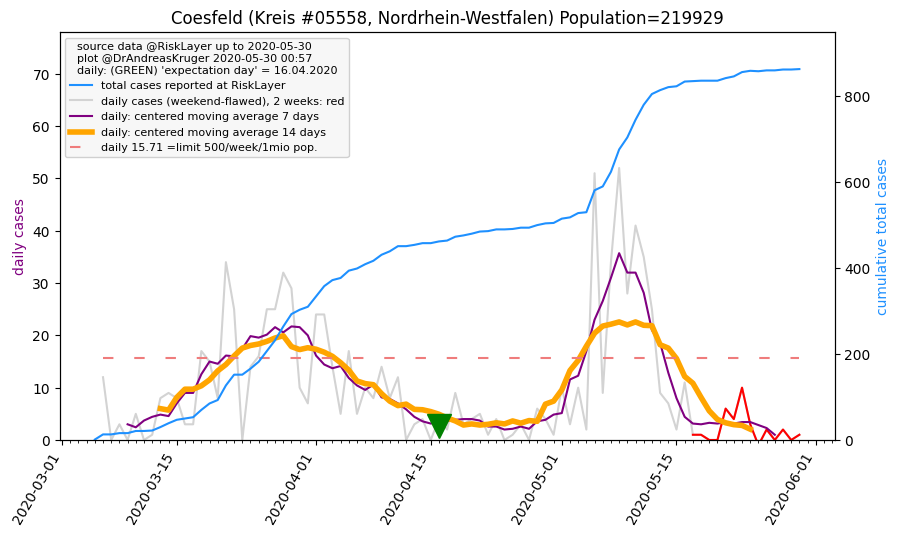 Coesfeld (Kreis #05558, Nordrhein-Westfalen) Population=219929
source data @RiskLayer up to 2020-05-30
plot @DrAndreasKruger 2020-05-30 00:57
daily: (GREEN) 'expectation day' = 16.04.2020
total cases reported at RiskLayer
daily cases (weekend-flawed), 2 weeks: red
daily: centered moving average 7 days
daily: centered moving average 14 days
daily 15.71 =limit 500/week/1mio pop.
daily cases
70
60
50
40
30
20
10
0
cumulative total cases
800
600
400
200
0
2020-03-01
2020-03-15
2020-04-01
2020-04-15
2020-05-01
2020-05-15
2020-06-01